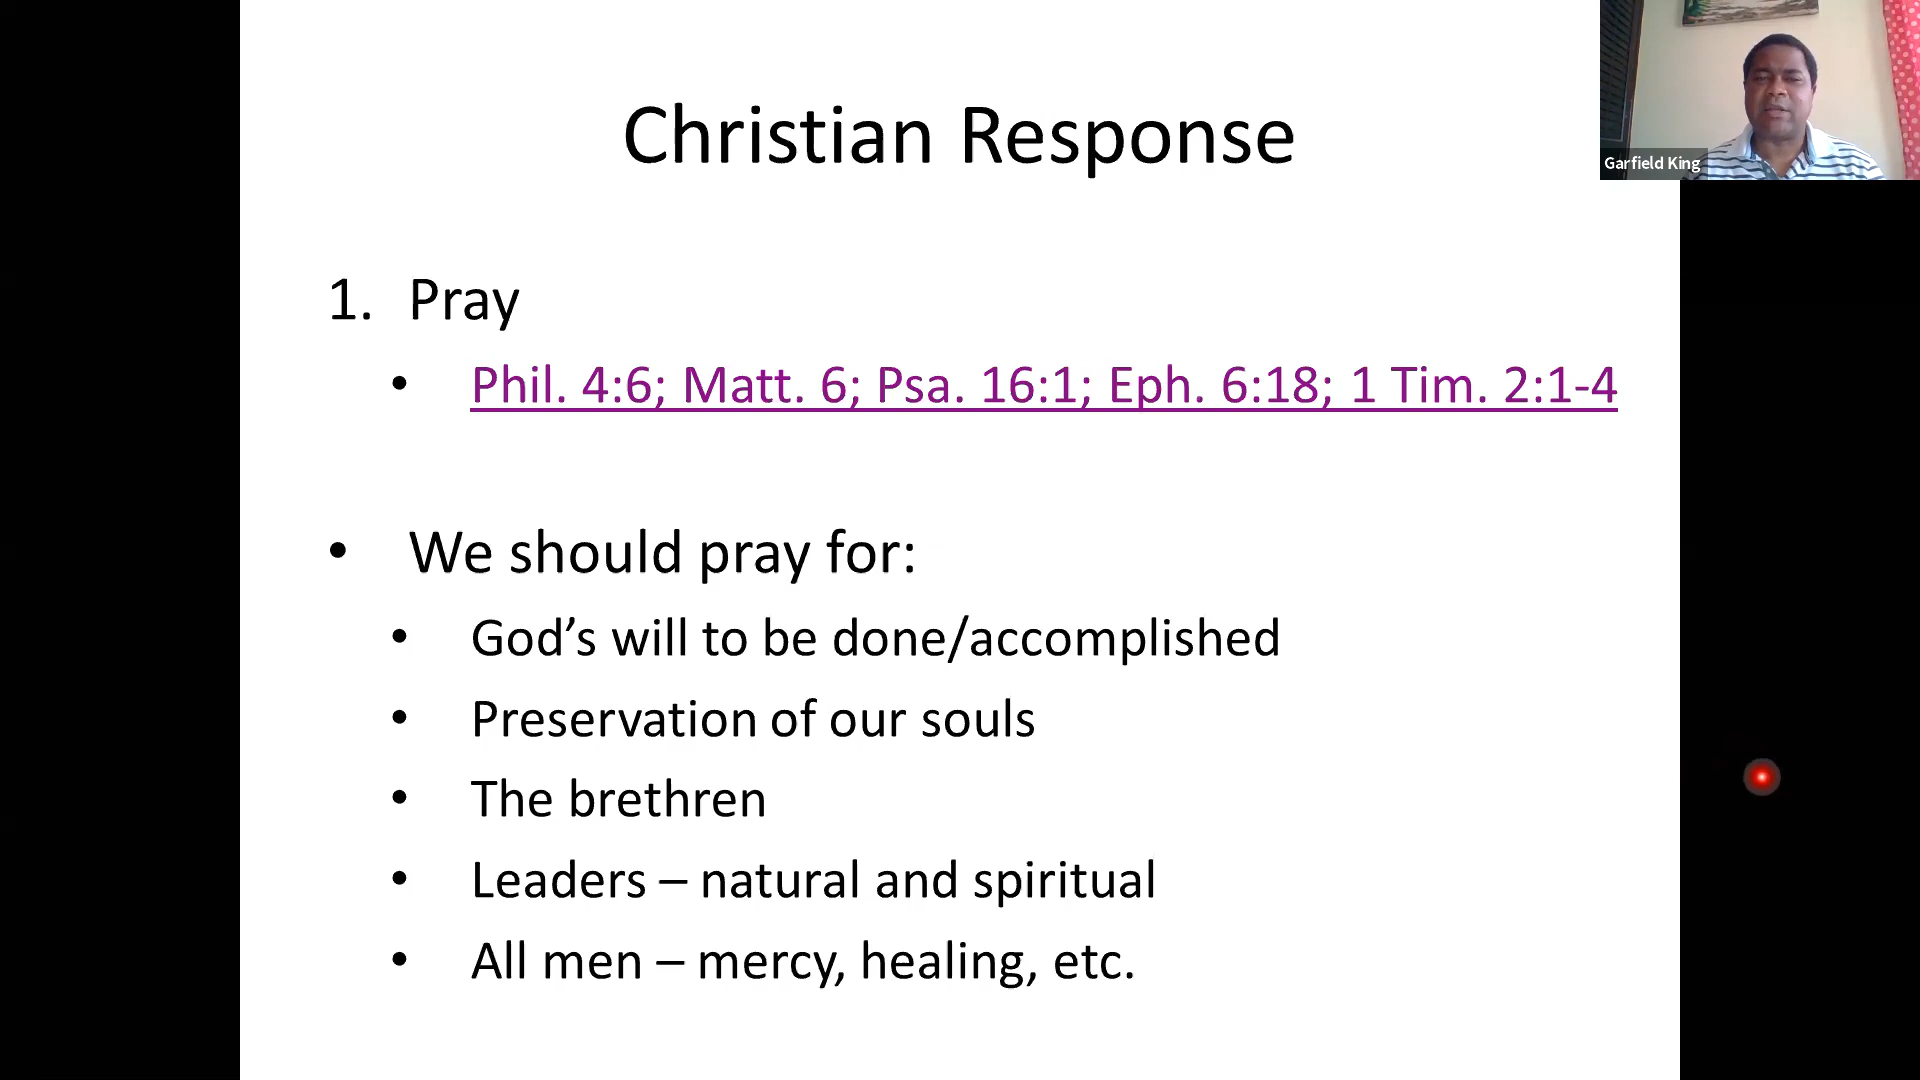 Christian Response
Garfield King
1. Pray
• Phil. 4:6; Matt. 6; Psa. 16:1; Eph. 6:18; 1 Tim. 2:1-4
• We should pray for:
• God’s will to be done/accomplished
• Preservation of our souls
• The brethren
• Leaders – natural and spiritual
• All men – mercy, healing, etc.